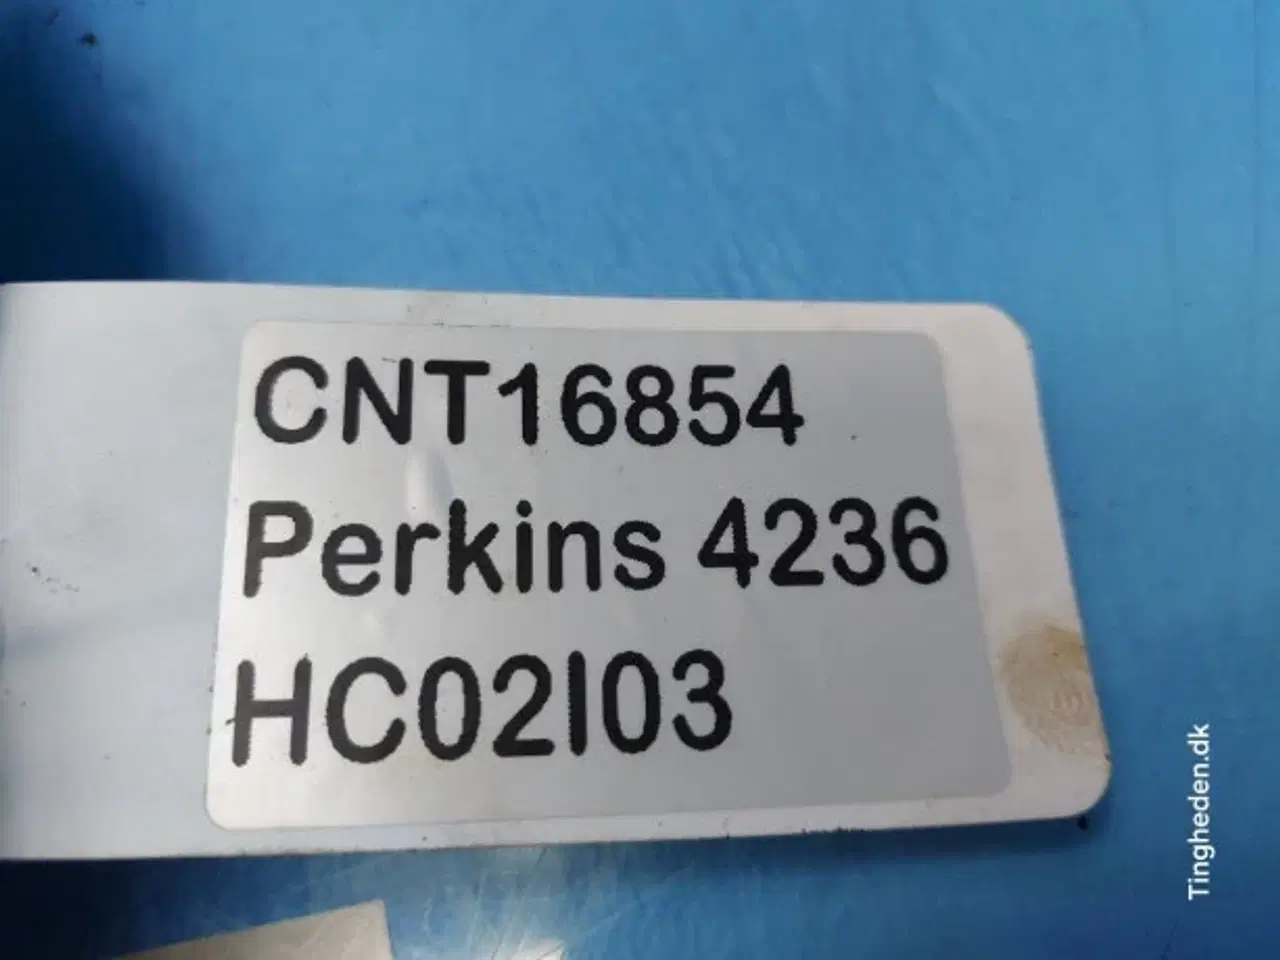 CNT16854
Perkins 4236
HC02I03
Tingheden.dk